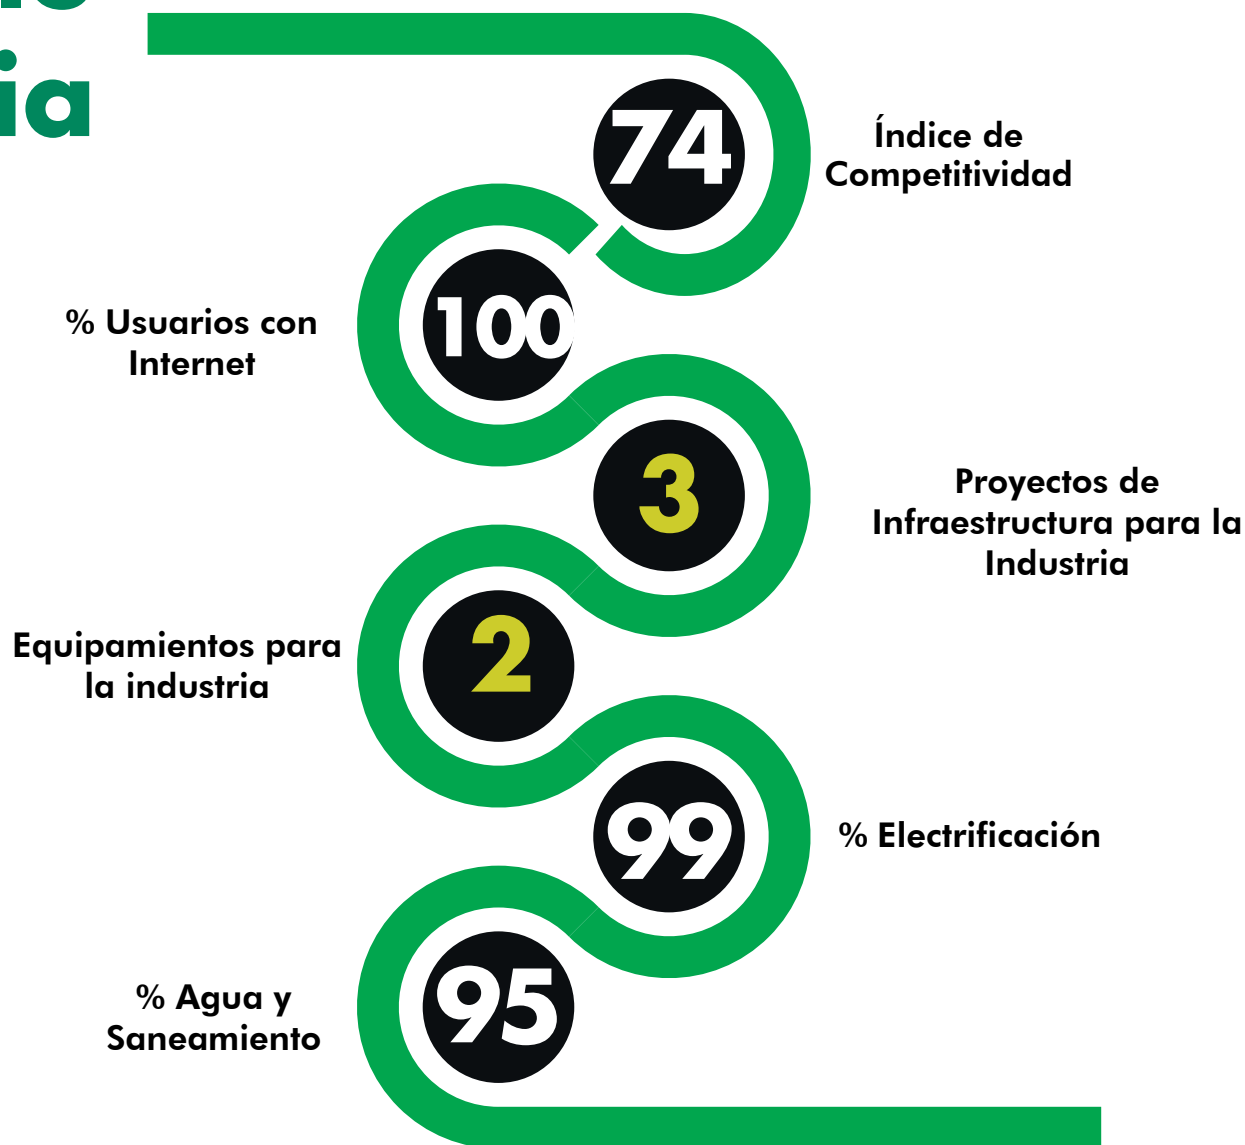 74
Índice de
Competitividad
% Usuarios con
Internet
100
3
Proyectos de
Infraestructura para la
Industria
Equipamientos para
la industria
2
99
% Electrificación
% Agua y
Saneamiento
95